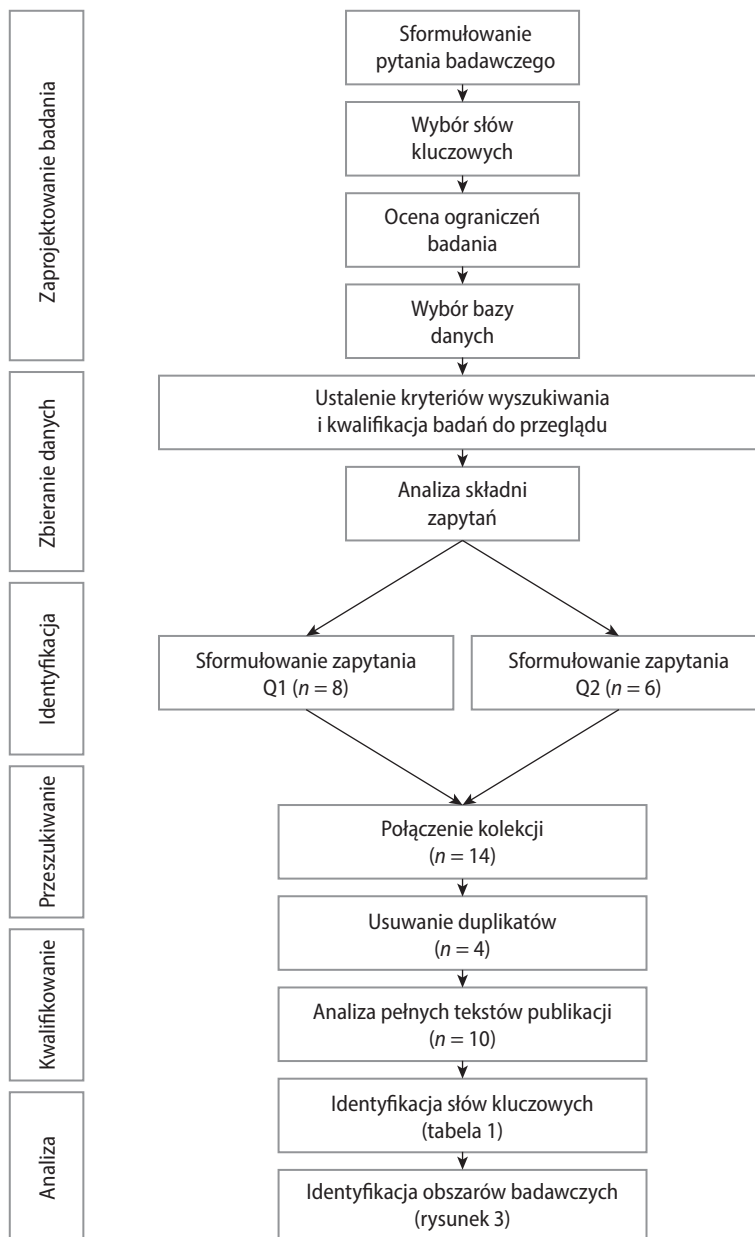 Zaprojektowanie badania
Sformułowanie
pytania badawczego
Wybór słów
kluczowych
Ocena ograniczeń
badania
Wybór bazy
danych
Zbieranie danych
Ustalenie kryteriów wyszukiwania
i kwalifikacja badań do przeglądu
Analiza składni
zapytań
Identyfikacja
Sformułowanie zapytania
Q1 (n = 8)
Sformułowanie zapytania
Q2 (n = 6)
Przeszukiwanie
Połączenie kolekcji
(n = 14)
Usuwanie duplikatów
(n = 4)
Kwalifikowanie
Analiza pełnych tekstów publikacji
(n = 10)
Analiza
Identyfikacja słów kluczowych
(tabela 1)
Identyfikacja obszarów badawczych
(rysunek 3)